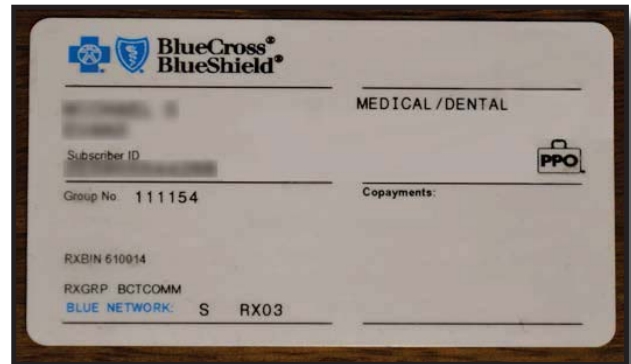 BlueCross®
BlueShield®
MEDICAL/DENTAL
Subscriber ID
PPO
Group No. 111154
Copayments:
RXBIN 610014
RXGRP BCTCOMM
BLUE NETWORK: S RX03